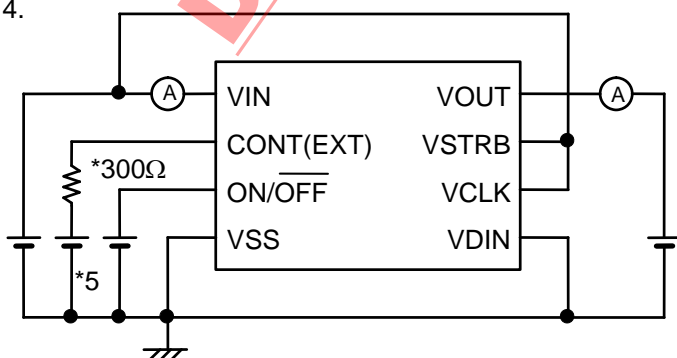 4.
A VIN VOUT A
CONT(EXT) VSTRB
*300Ω
ON/OFF VCLK
VSS VDIN
*5